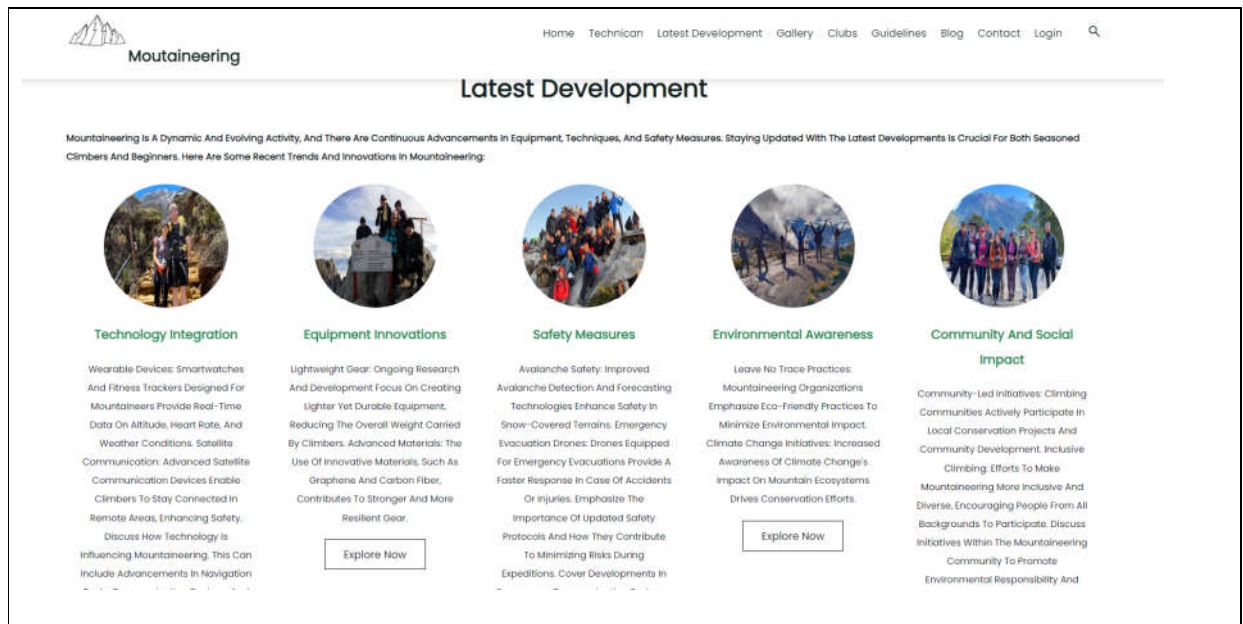 Home Technican Latest Development Gallery Clubs Guidelines Blog Contact Login
Moutaineering
Latest Development
Mountaineering Is A Dynamic And Evolving Activity, And There Are Continuous Advancements In Equipment, Techniques, And Safety Measures. Staying Updated With The Latest Developments Is Crucial For Both Seasoned
Climbers And Beginners. Here Are Some Recent Trends And Innovations In Mountaineering:
Technology Integration
Wearable Devices: Smartwatches
And Fitness Trackers Designed For
Mountaineers Provide Real-Time
Data On Altitude, Heart Rate, And
Weather Conditions. Satellite
Communication: Advanced Satellite
Communication Devices Enable
Climbers To Stay Connected In
Remote Areas, Enhancing Safety.
Discuss How Technology Is
Influencing Mountaineering. This Can
Include Advancements In Navigation
Equipment Innovations
Lightweight Gear: Ongoing Research
And Development Focus On Creating
Lighter Yet Durable Equipment,
Reducing The Overall Weight Carried
By Climbers. Advanced Materials: The
Use Of Innovative Materials, Such As
Graphene And Carbon Fiber,
Contributes To Stronger And More
Resilient Gear.
Explore Now
Safety Measures
Avalanche Safety: Improved
Avalanche Detection And Forecasting
Technologies Enhance Safety In
Snow-Covered Terrains. Emergency
Evacuation Drones: Drones Equipped
For Emergency Evacuations Provide A
Faster Response In Case Of Accidents
Or Injuries. Emphasize The
Importance Of Updated Safety
Protocols And How They Contribute
To Minimizing Risks During
Expeditions. Cover Developments In
Environmental Awareness
Leave No Trace Practices:
Mountaineering Organizations
Emphasize Eco-Friendly Practices To
Minimize Environmental Impact.
Climate Change Initiatives: Increased
Awareness Of Climate Change's
Impact On Mountain Ecosystems
Drives Conservation Efforts.
Explore Now
Community And Social
Impact
Community-Led Initiatives: Climbing
Communities Actively Participate In
Local Conservation Projects And
Community Development. Inclusive
Climbing: Efforts To Make
Mountaineering More Inclusive And
Diverse, Encouraging People From All
Backgrounds To Participate. Discuss
Initiatives Within The Mountaineering
Community To Promote
Environmental Responsibility And